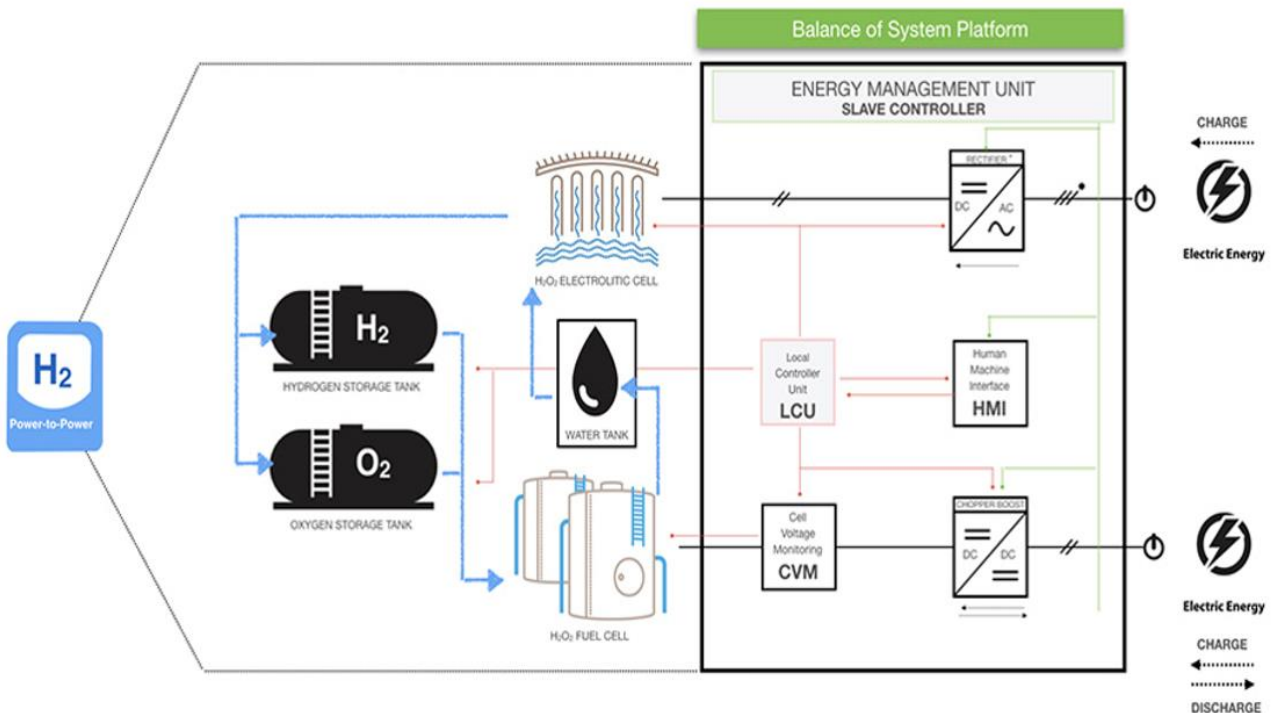 Balance of System Platform
ENERGY MANAGEMENT UNIT
SLAVE CONTROLLER
CHARGE
RECTIFIER *
DC
AC
Electric Energy
H₂O₂ ELECTROLITIC CELL
H₂
HYDROGEN STORAGE TANK
H₂
Power-to-Power
WATER TANK
Local
Controller
Unit
LCU
Human
Machine
Interface
HMI
O₂
OXYGEN STORAGE TANK
Cell
Voltage
Monitoring
CVM
CHOPPER BOOST
DC
DC
Electric Energy
H₂O₂ FUEL CELL
CHARGE
DISCHARGE